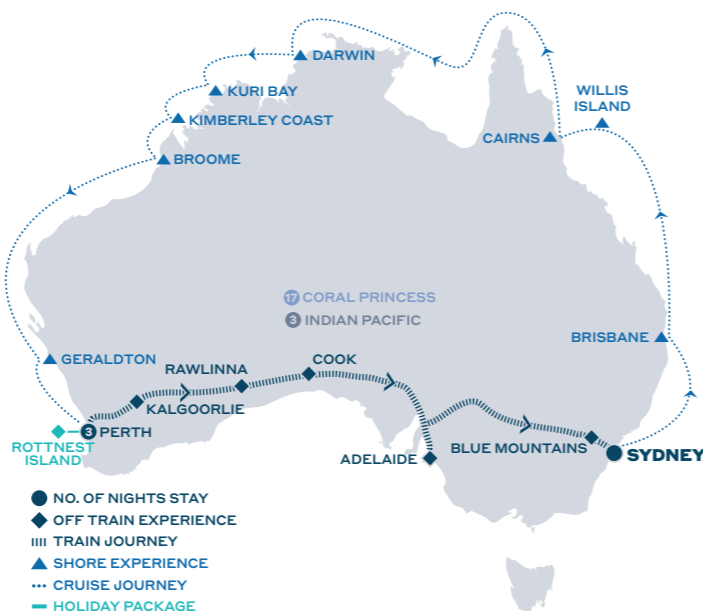 DARWIN
KURI BAY
WILLIS
ISLAND
KIMBERLEY COAST
CAIRNS
BROOME
17 CORAL PRINCESS
3 INDIAN PACIFIC
BRISBANE
GERALDTON
COOK
RAWLINNA
KALGOORLIE
3 PERTH
ROTTNEST
ISLAND
BLUE MOUNTAINS
SYDNEY
ADELAIDE
NO. OF NIGHTS STAY
OFF TRAIN EXPERIENCE
TRAIN JOURNEY
SHORE EXPERIENCE
CRUISE JOURNEY
HOLIDAY PACKAGE